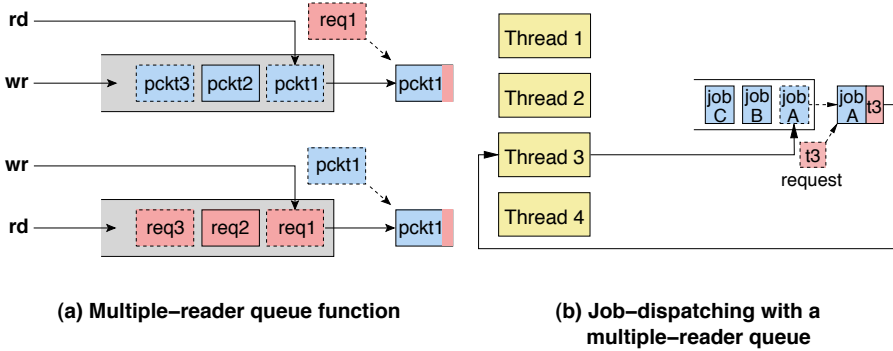 rd
req1
wr
pckt3 pckt2 pckt1
pckt1
wr
pckt1
rd
req3 req2 req1
pckt1
(a) Multiple–reader queue function
Thread 1
Thread 2
Thread 3
Thread 4
job C
job B
job A
job A
t3
t3
request
(b) Job–dispatching with a
multiple–reader queue